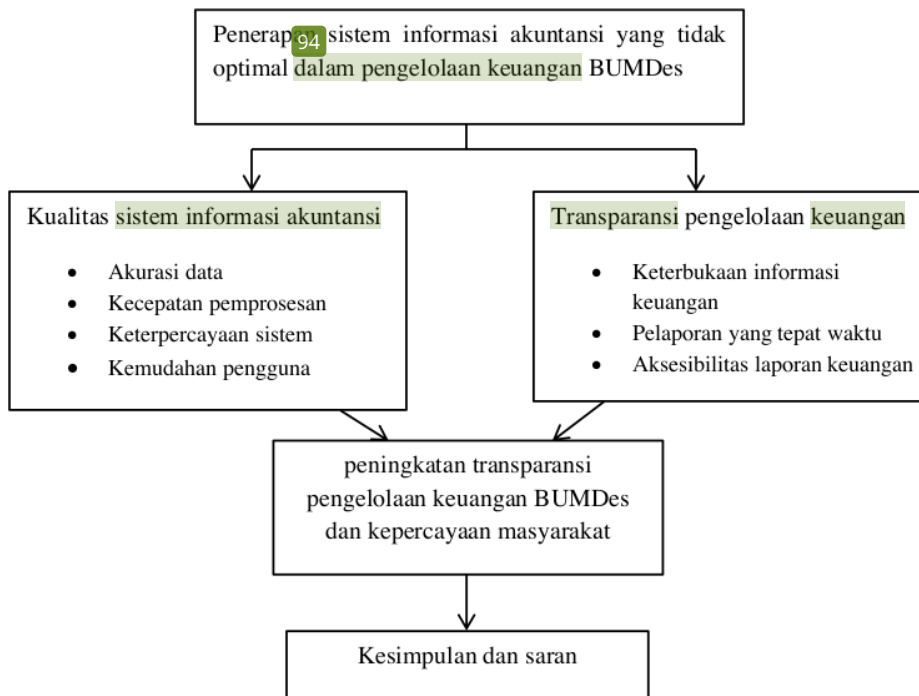 Penerapan sistem informasi akuntansi yang tidak
94
optimal dalam pengelolaan keuangan BUMDes
Kualitas sistem informasi akuntansi
• Akurasi data
• Kecepatan pemprosesan
• Keterpercayaan sistem
• Kemudahan pengguna
Transparansi pengelolaan keuangan
• Keterbukaan informasi
keuangan
• Pelaporan yang tepat waktu
• Aksesibilitas laporan keuangan
peningkatan transparansi
pengelolaan keuangan BUMDes
dan kepercayaan masyarakat
Kesimpulan dan saran